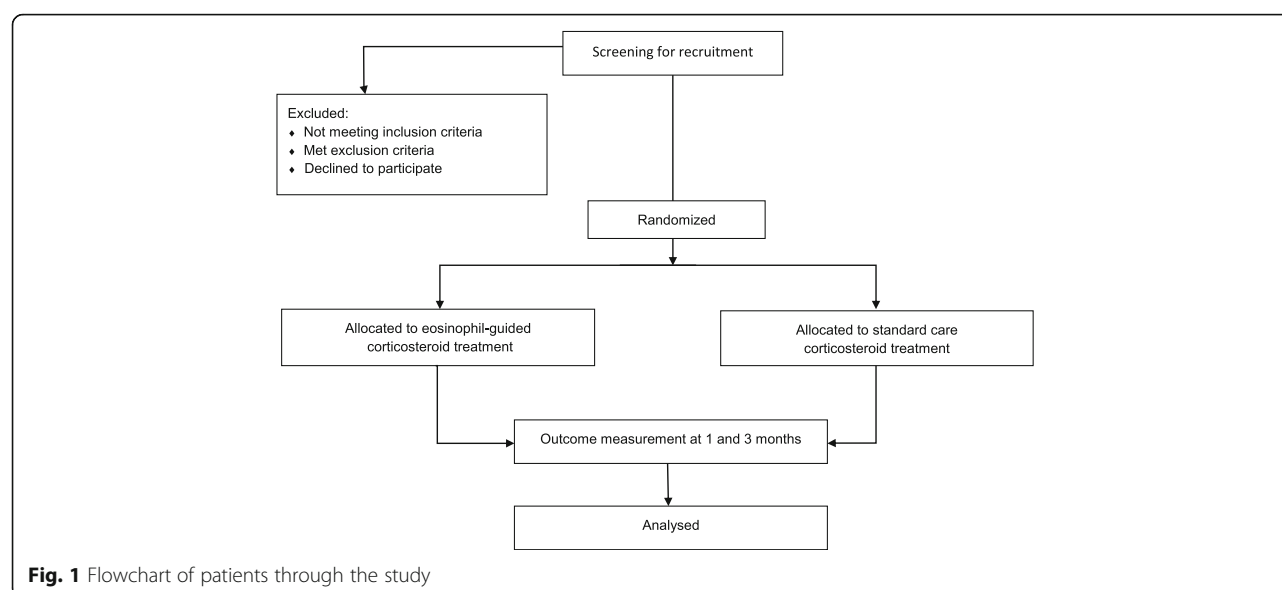 Screening for recruitment
Excluded:
♦ Not meeting inclusion criteria
♦ Met exclusion criteria
♦ Declined to participate
Randomized
Allocated to eosinophil-guided
corticosteroid treatment
Allocated to standard care
corticosteroid treatment
Outcome measurement at 1 and 3 months
Analysed
Fig. 1 Flowchart of patients through the study